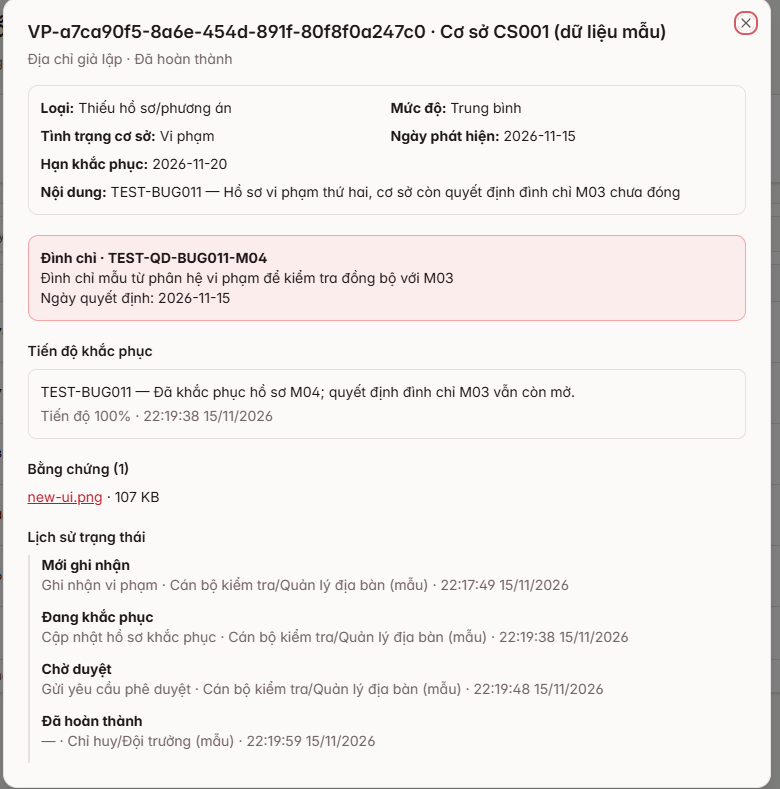 VP-a7ca90f5-8a6e-454d-891f-80f8f0a247c0 · Cơ sở CS001 (dữ liệu mẫu)
Địa chỉ giả lập · Đã hoàn thành
Loại: Thiếu hồ sơ/phương án
Mức độ: Trung bình
Tình trạng cơ sở: Vi phạm
Ngày phát hiện: 2026-11-15
Hạn khắc phục: 2026-11-20
Nội dung: TEST-BUG011 — Hồ sơ vi phạm thứ hai, cơ sở còn quyết định đình chỉ M03 chưa đóng
Đình chỉ · TEST-QD-BUG011-M04
Đình chỉ mẫu từ phân hệ vi phạm để kiểm tra đồng bộ với M03
Ngày quyết định: 2026-11-15
Tiến độ khắc phục
TEST-BUG011 — Đã khắc phục hồ sơ M04; quyết định đình chỉ M03 vẫn còn mở.
Tiến độ 100% · 22:19:38 15/11/2026
Bằng chứng (1)
new-ui.png · 107 KB
Lịch sử trạng thái
Mới ghi nhận
Ghi nhận vi phạm · Cán bộ kiểm tra/Quản lý địa bàn (mẫu) · 22:17:49 15/11/2026
Đang khắc phục
Cập nhật hồ sơ khắc phục · Cán bộ kiểm tra/Quản lý địa bàn (mẫu) · 22:19:38 15/11/2026
Chờ duyệt
Gửi yêu cầu phê duyệt · Cán bộ kiểm tra/Quản lý địa bàn (mẫu) · 22:19:48 15/11/2026
Đã hoàn thành
— · Chỉ huy/Đội trưởng (mẫu) · 22:19:59 15/11/2026